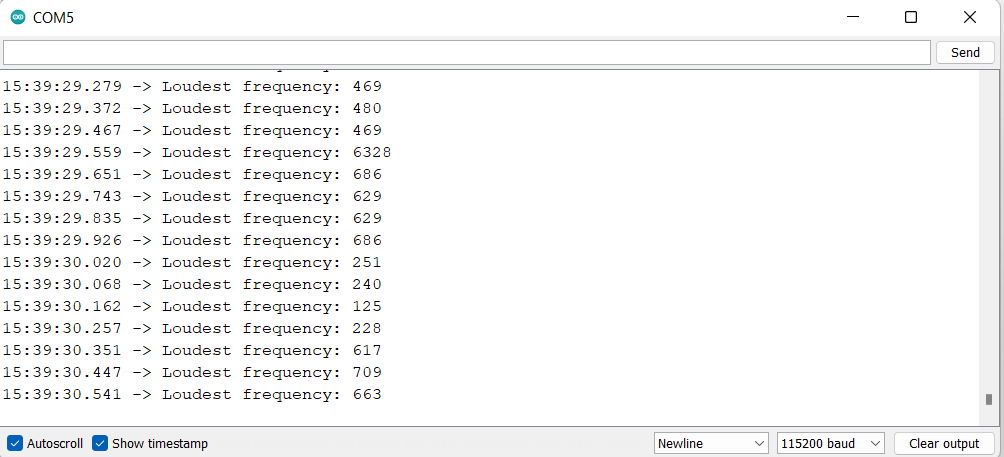 COM5
Send
15:39:29.279 -> Loudest frequency: 469
15:39:29.372 -> Loudest frequency: 480
15:39:29.467 -> Loudest frequency: 469
15:39:29.559 -> Loudest frequency: 6328
15:39:29.651 -> Loudest frequency: 686
15:39:29.743 -> Loudest frequency: 629
15:39:29.835 -> Loudest frequency: 629
15:39:29.926 -> Loudest frequency: 686
15:39:30.020 -> Loudest frequency: 251
15:39:30.068 -> Loudest frequency: 240
15:39:30.162 -> Loudest frequency: 125
15:39:30.257 -> Loudest frequency: 228
15:39:30.351 -> Loudest frequency: 617
15:39:30.447 -> Loudest frequency: 709
15:39:30.541 -> Loudest frequency: 663
Autoscroll Show timestamp Newline 115200 baud Clear output